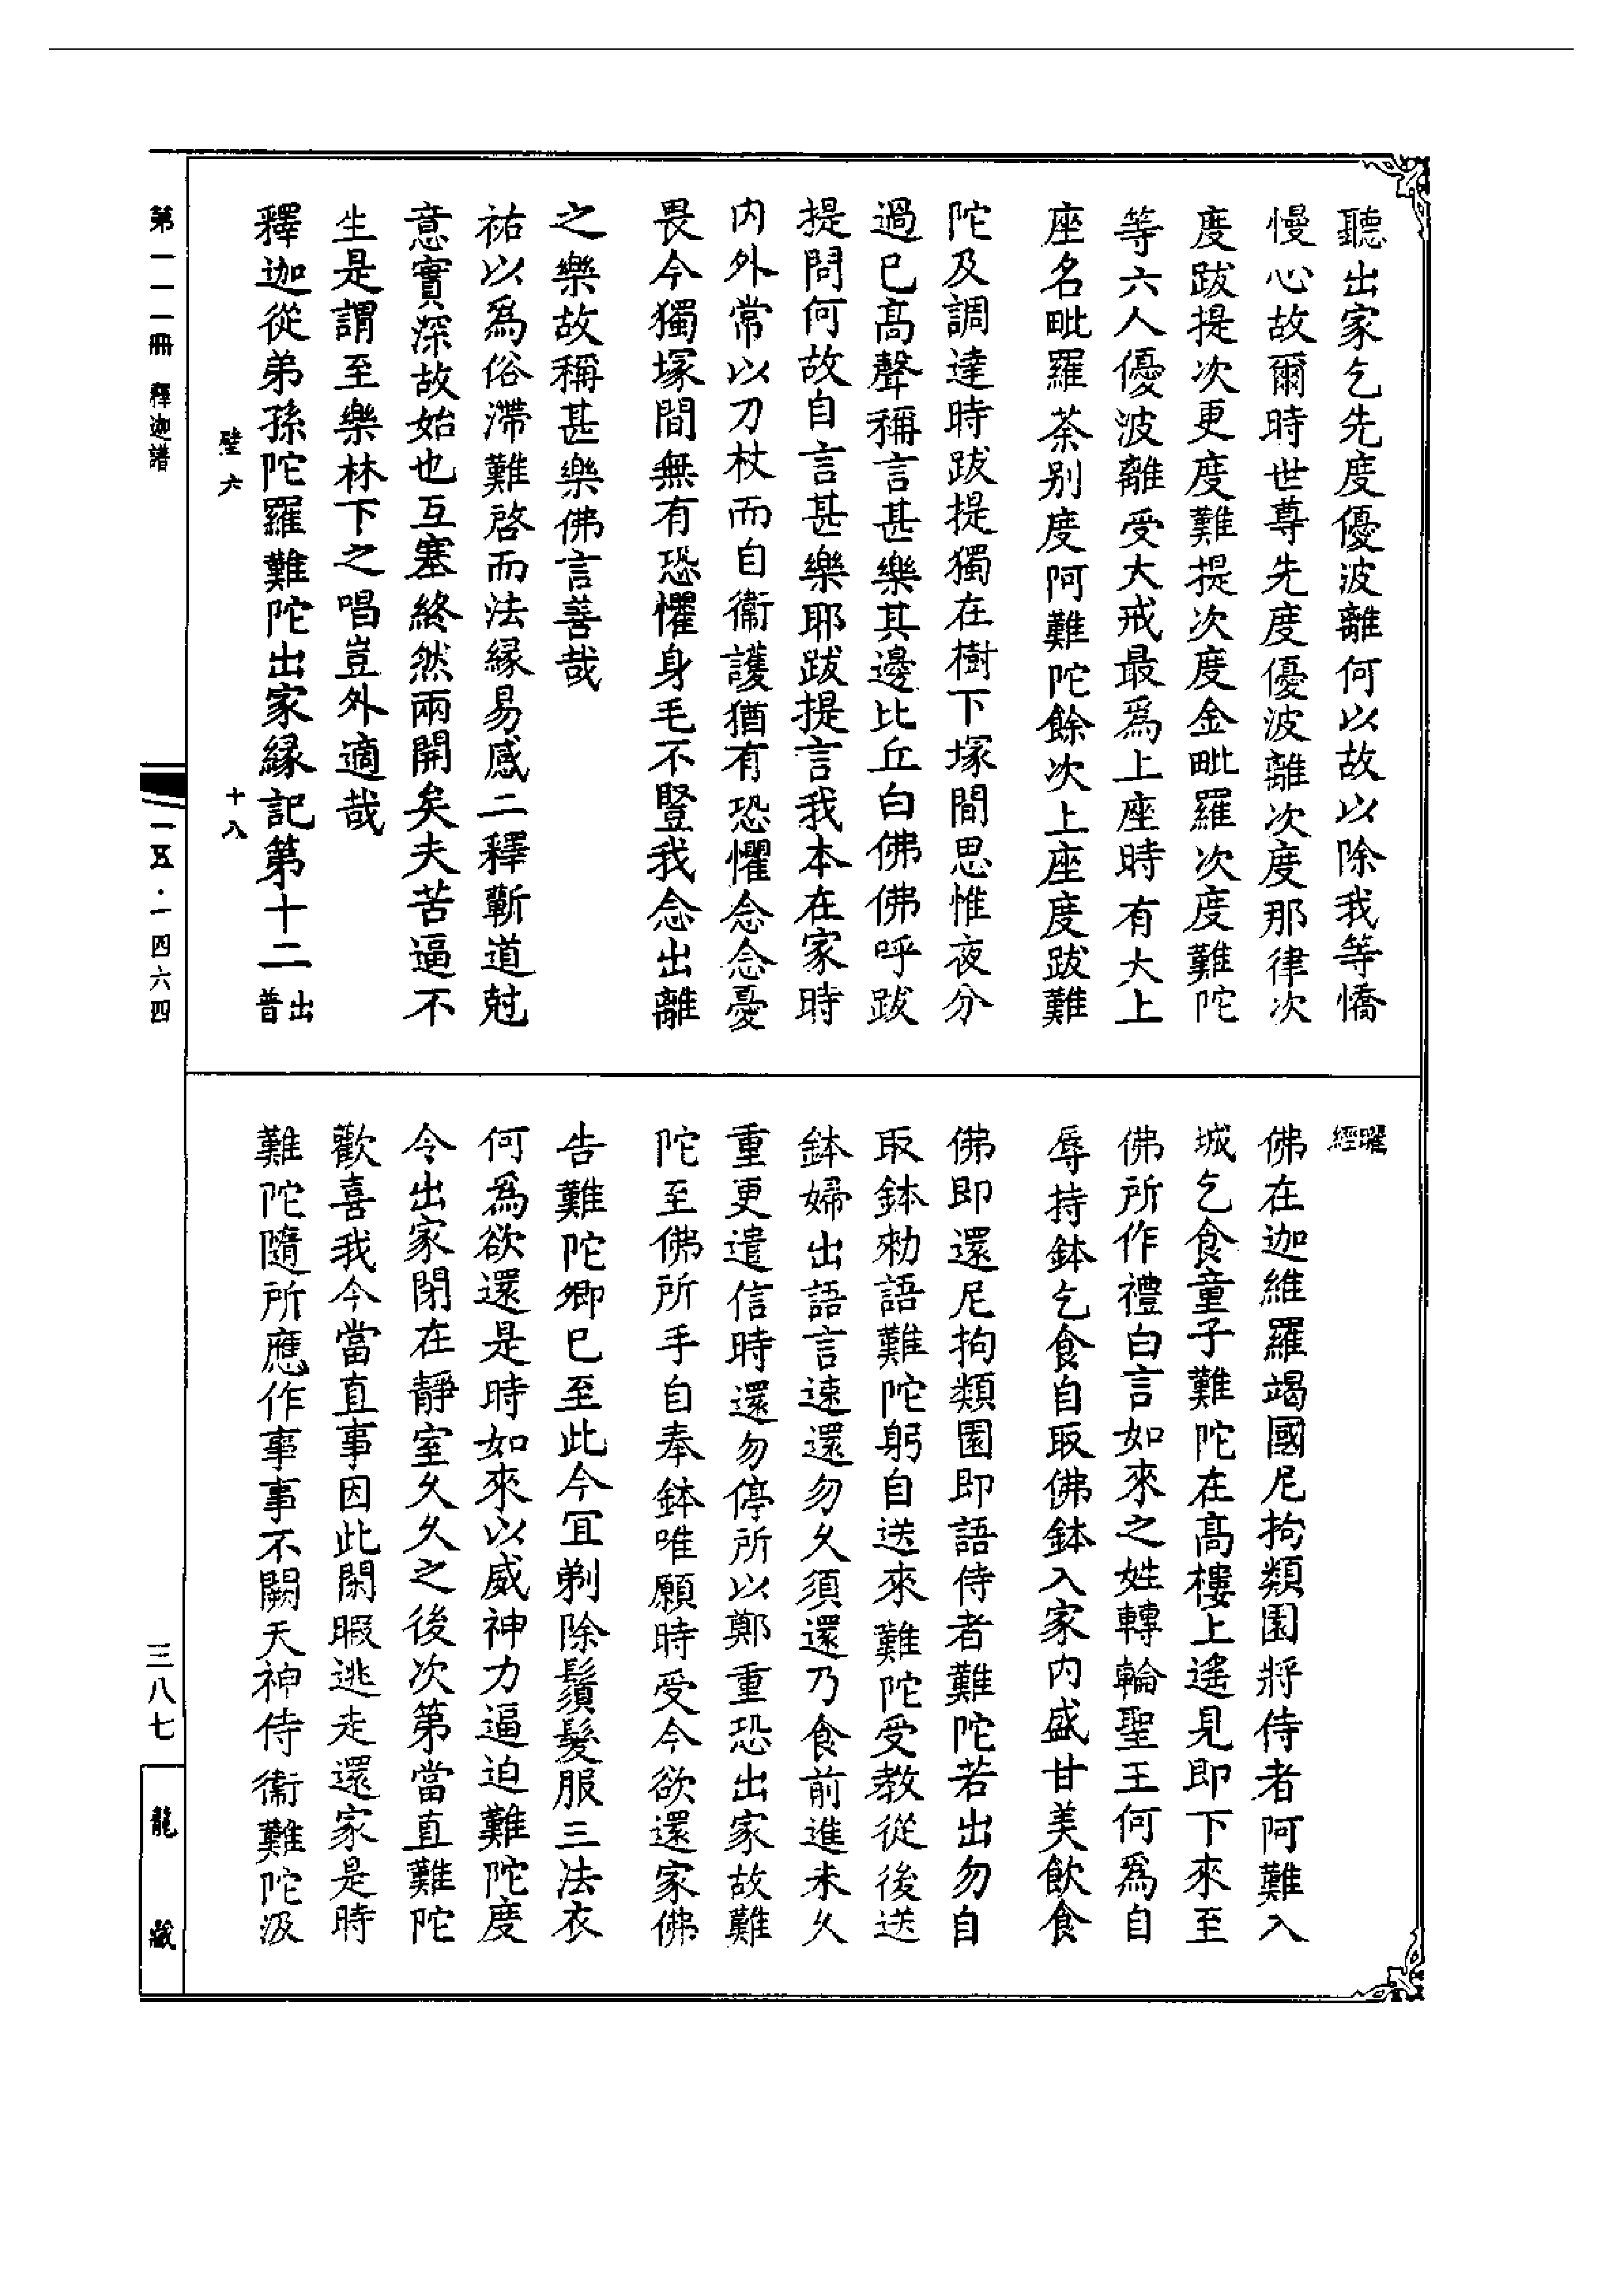 聽出家乞先度優波離何以故以除我等憍
慢心故爾時世尊先度優波離次度那律次
度跋提次更度難提次度金毗羅次度難陀
等六人優波離受大戒最爲上座時有大上
座名毗羅荼别度阿難陀餘次上座度跋難
陀及調達時跋提獨在樹下塚間思惟夜分
過已高聲稱言甚樂其邊比丘白佛佛呼跋
提問何故自言甚樂耶跋提言我本在家時
内外常以刀杖而自衞護猶有恐懼念念憂
畏今獨塚間無有恐懼身毛不豎我念出離
之樂故稱甚樂佛言善哉
祐以爲俗滯難啓而法緣易感二釋蘄道尅
意實深故始也互塞終然兩開矣夫苦逼不
生是謂至樂林下之唱豈外適哉
釋迦從弟孫陀羅難陀出家緣記第十二出普
曜經
佛在迦維羅竭國尼拘類園將侍者阿難入
城乞食童子難陀在高樓上遙見即下來至
佛所作禮白言如來之姓轉輪聖王何爲自
辱持鉢乞食自取佛鉢入家内盛甘美飲食
佛即還尼拘類園即語侍者難陀若出勿自
取鉢勑語難陀躬自送來難陀受教從後送
鉢婦出語言速還勿久須還乃食前進未久
重更遣信時還勿停所以鄭重恐出家故難
陀至佛所手自奉鉢唯願時受今欲還家佛
告難陀卿已至此今宜剃除鬚髮服三法衣
何爲欲還是時如來以威神力逼迫難陀度
令出家閉在靜室久久之後次第當直難陀
歡喜我今當直事因此閑暇逃走還家是時
難陀隨所應作事事不闕天神侍衞難陀汲
璧六
十八
第一一一冊 釋迦譜
一五·一四六四
三八七
龍藏